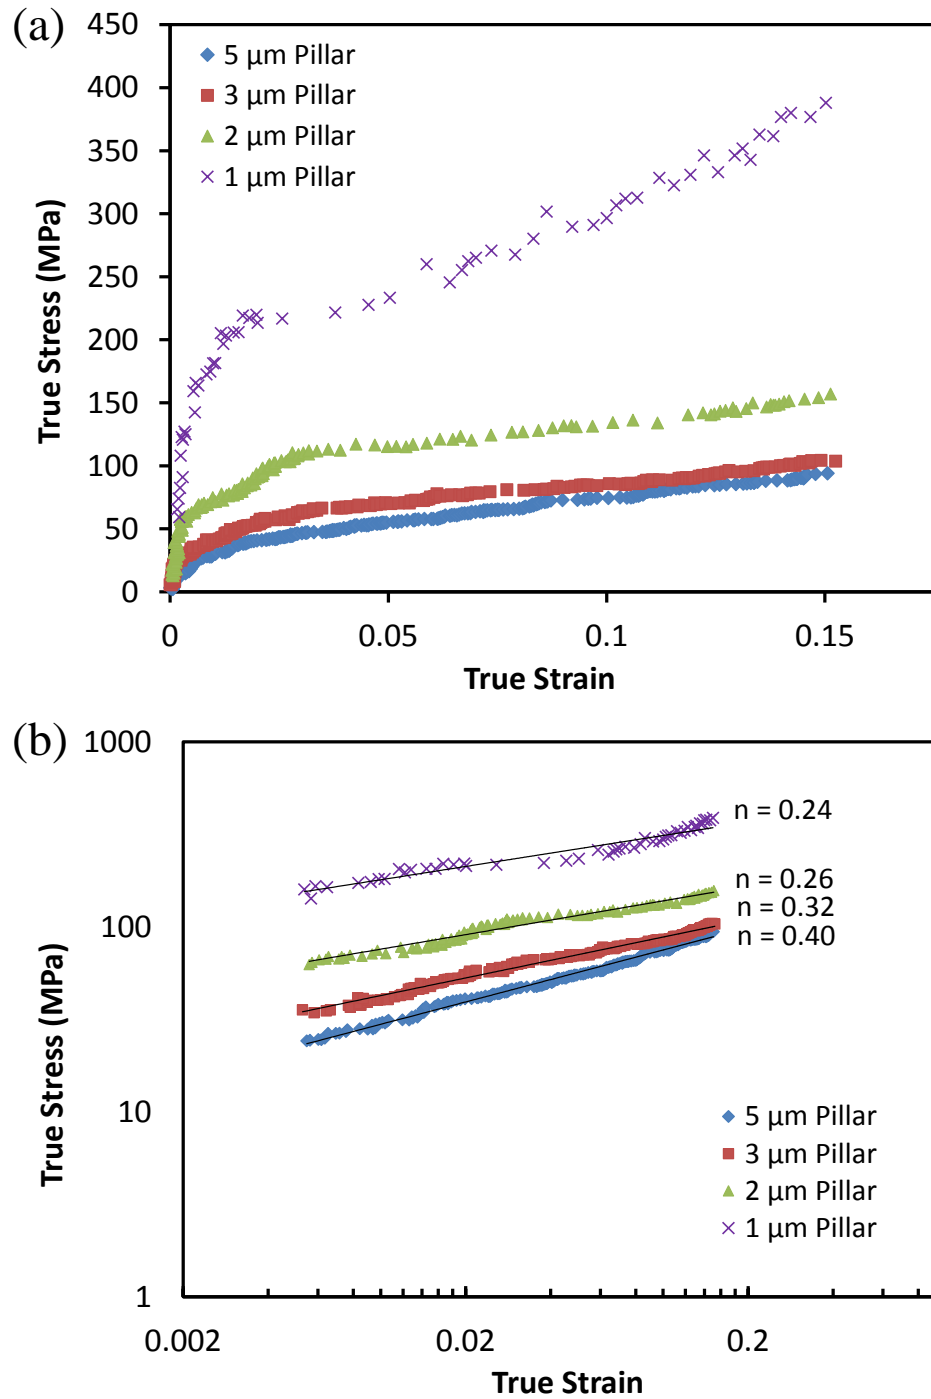 (a)
450
400
350
300
250
200
150
100
50
0
True Stress (MPa)
5 µm Pillar
3 µm Pillar
2 µm Pillar
1 µm Pillar
0
0.05
0.1
0.15
True Strain
(b)
1000
100
10
1
True Stress (MPa)
n = 0.24
n = 0.26
n = 0.32
n = 0.40
5 µm Pillar
3 µm Pillar
2 µm Pillar
1 µm Pillar
0.002
0.02
0.2
True Strain